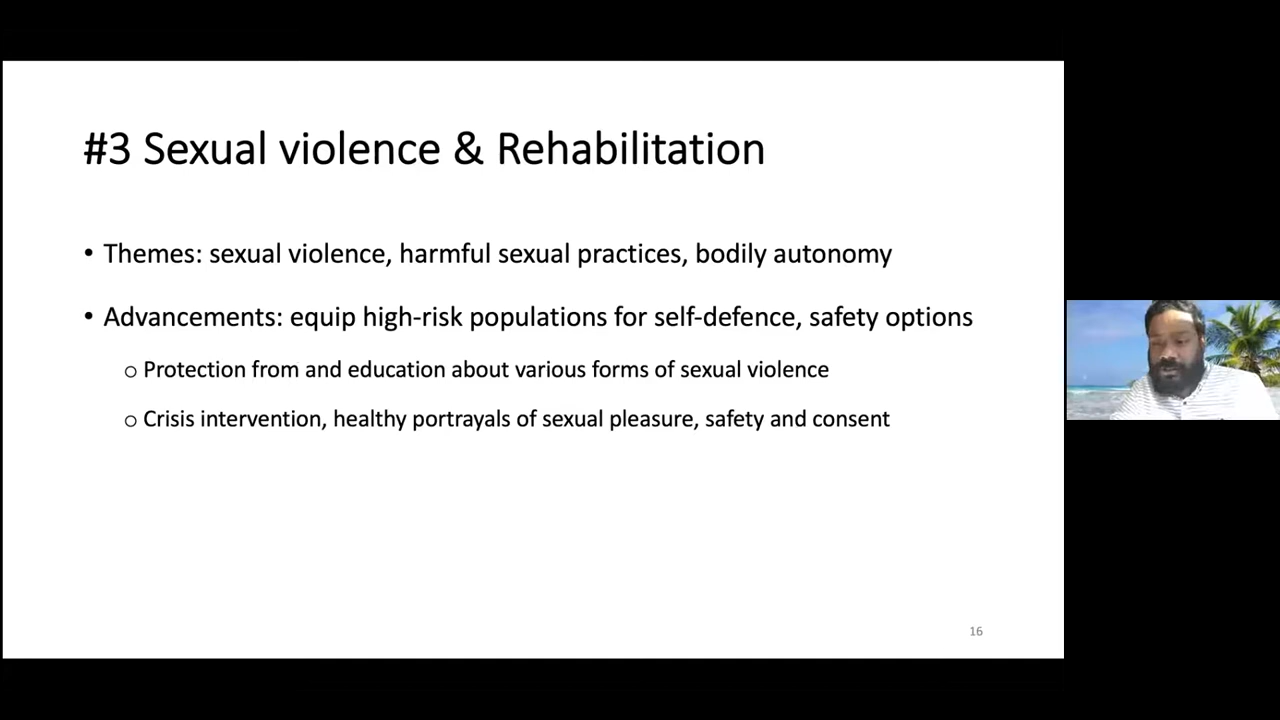 #3 Sexual violence & Rehabilitation
• Themes: sexual violence, harmful sexual practices, bodily autonomy
• Advancements: equip high-risk populations for self-defence, safety options
o Protection from and education about various forms of sexual violence
o Crisis intervention, healthy portrayals of sexual pleasure, safety and consent
16